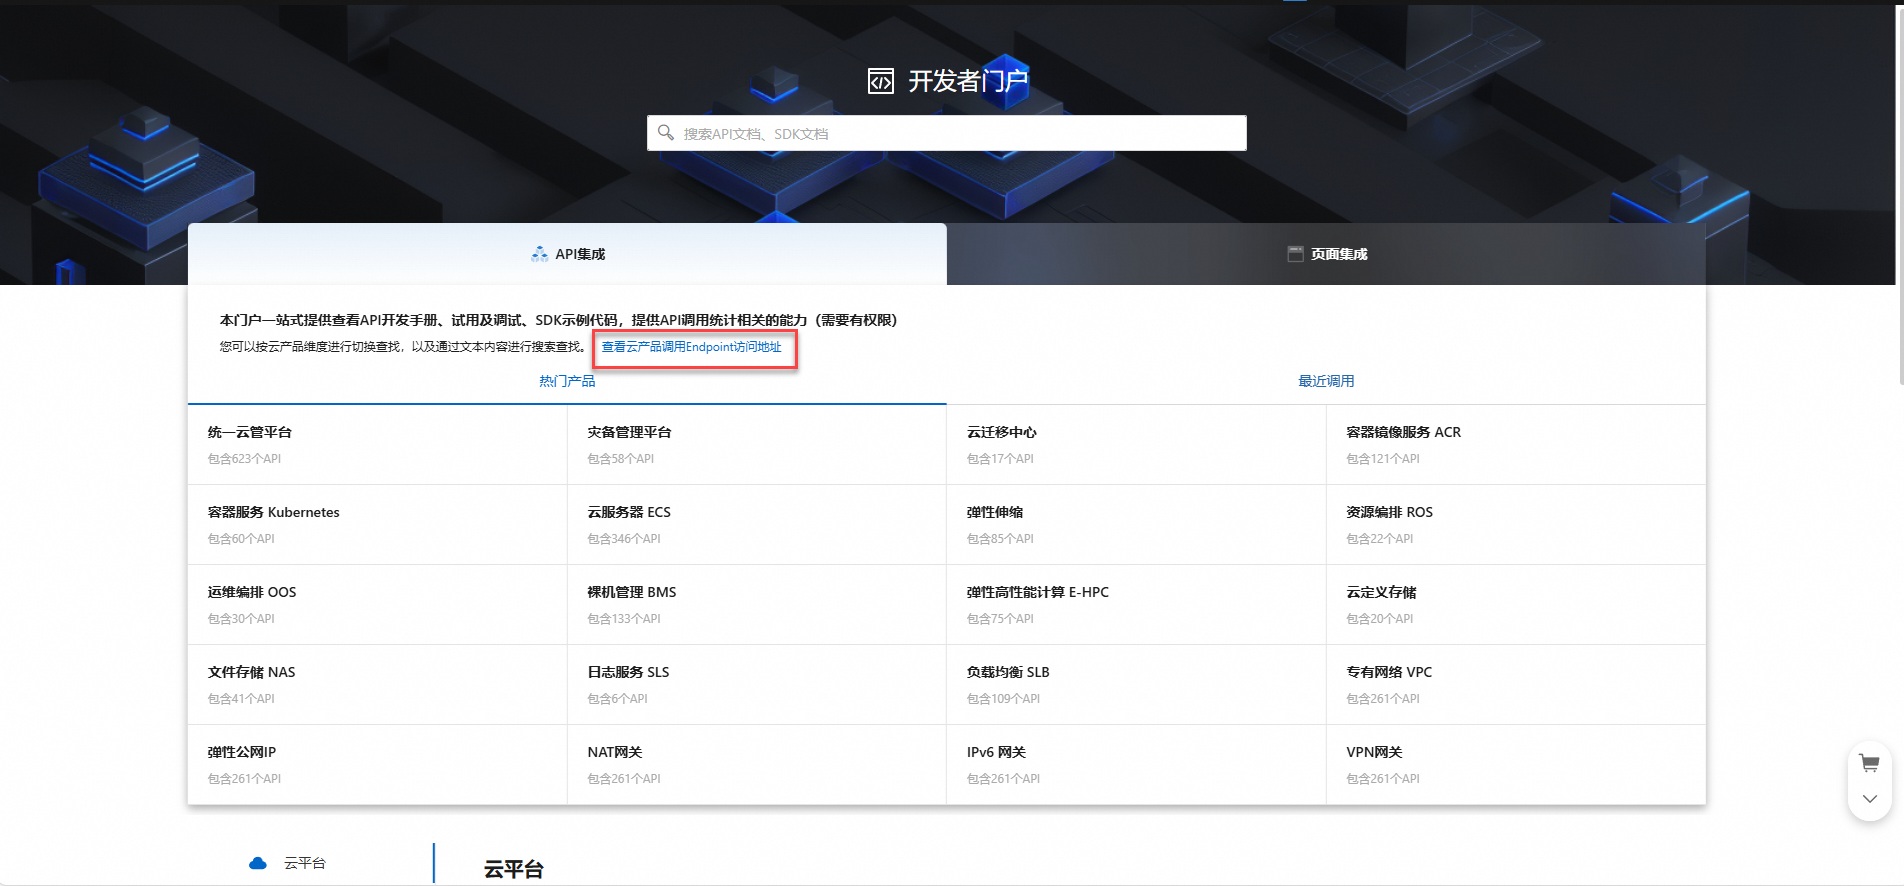 开发者门户
搜索API文档、SDK文档
API集成
页面集成
本门户一站式提供查看API开发手册、试用及调试、SDK示例代码，提供API调用统计相关的能力（需要有权限）
您可以按云产品维度进行切换查找，以及通过文本内容进行搜索查找。 查看云产品调用Endpoint访问地址
热门产品
最近调用
统一云管平台
包含623个API
灾备管理平台
包含58个API
云迁移中心
包含17个API
容器镜像服务 ACR
包含121个API
容器服务 Kubernetes
包含60个API
云服务器 ECS
包含346个API
弹性伸缩
包含85个API
资源编排 ROS
包含22个API
运维编排 OOS
包含30个API
裸机管理 BMS
包含133个API
弹性高性能计算 E-HPC
包含75个API
云定义存储
包含20个API
文件存储 NAS
包含41个API
日志服务 SLS
包含6个API
负载均衡 SLB
包含109个API
专有网络 VPC
包含261个API
弹性公网IP
包含261个API
NAT网关
包含261个API
IPv6 网关
包含261个API
VPN网关
包含261个API
云平台
云平台